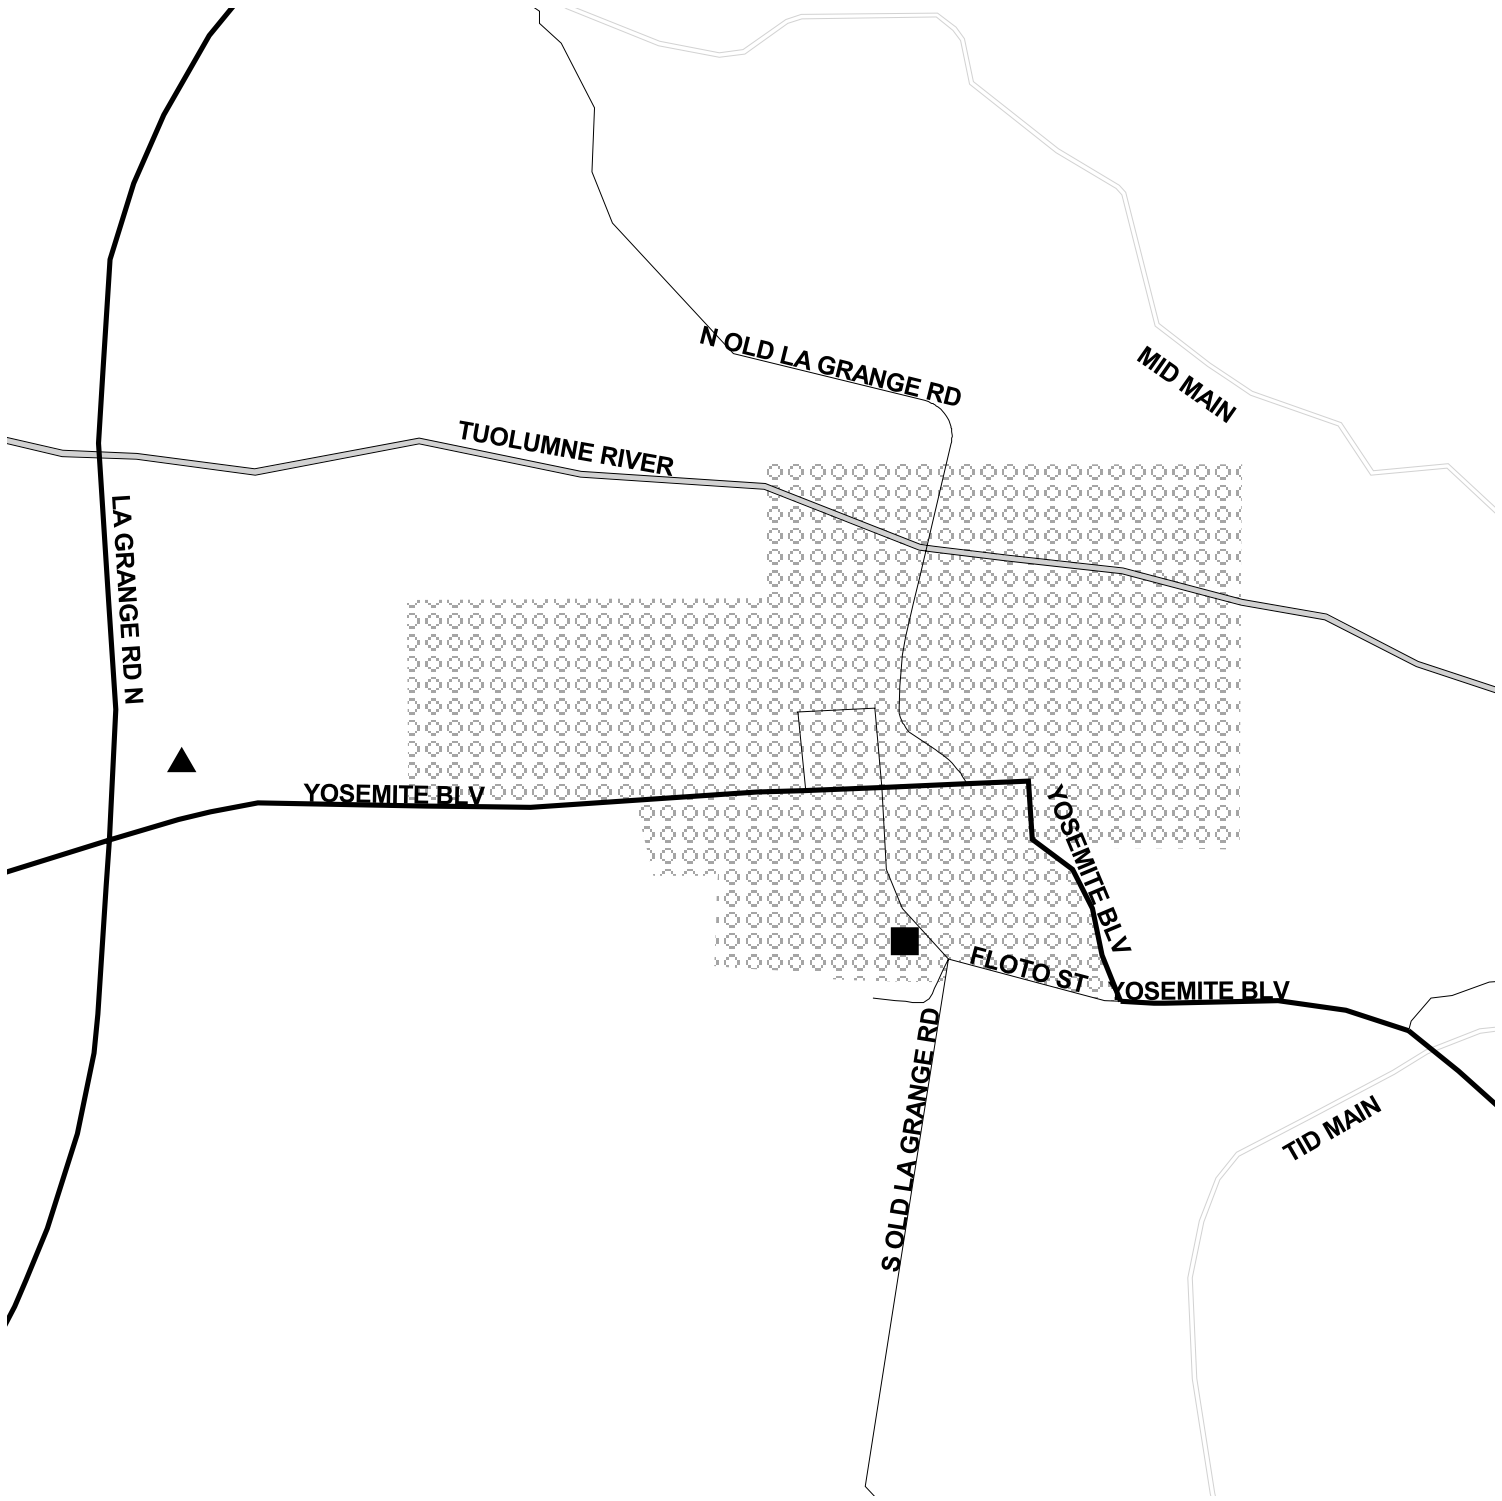 N OLD LA GRANGE RD
MID MAIN
TUOLUMNE RIVER
LA GRANGE RD N
YOSEMITE BLV
YOSEMITE BLV
FLOTO ST
YOSEMITE BLV
S OLD LA GRANGE RD
TID MAIN